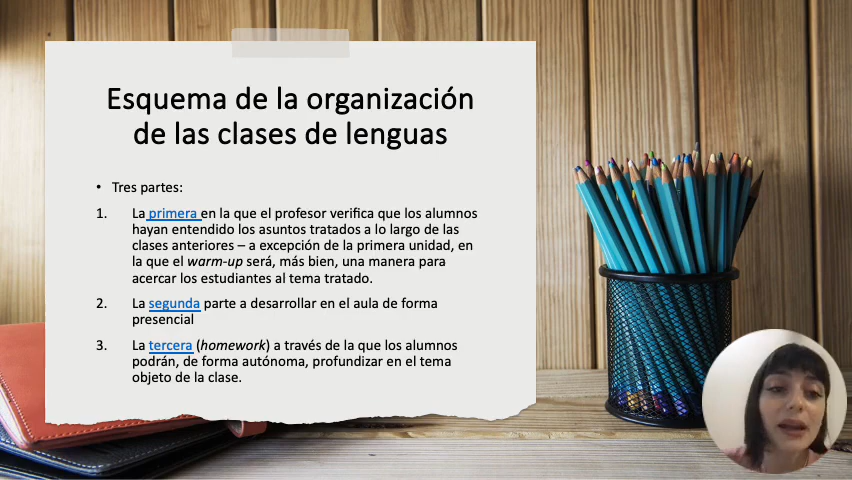 Esquema de la organización
de las clases de lenguas
• Tres partes:
1. La primera en la que el profesor verifica que los alumnos
hayan entendido los asuntos tratados a lo largo de las
clases anteriores – a excepción de la primera unidad, en
la que el warm-up será, más bien, una manera para
acercar los estudiantes al tema tratado.
2. La segunda parte a desarrollar en el aula de forma
presencial
3. La tercera (homework) a través de la que los alumnos
podrán, de forma autónoma, profundizar en el tema
objeto de la clase.